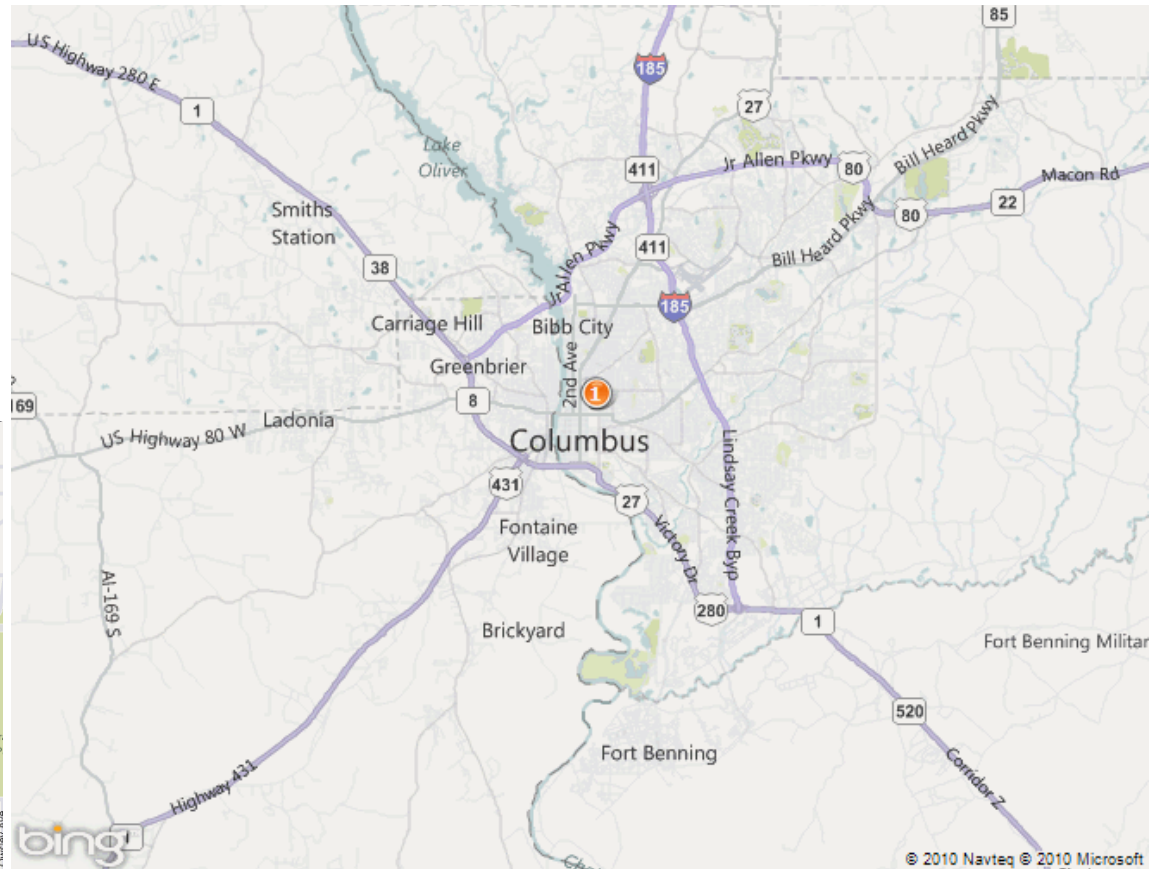 85
US Highway 280 E
185
1
27
Lake
Oliver
Bill Heard Pkwy
Jr Allen Pkwy
411
80
Macon Rd
22
Smiths
Station
80
Jr Allen Pkwy
411
Bill Heard Pkwy
38
185
Carriage Hill
Bibb City
Greenbrier
2nd Ave
1
169
8
Ladonia
US Highway 80 W
Columbus
Lindsay Creek Byp
431
27
Fontaine
Village
Victory Dr
Al-169 S
280
1
Brickyard
Fort Benning Militar
520
Fort Benning
Corridor Z
Highway 431
1
bing
© 2010 Navteq © 2010 Microsoft